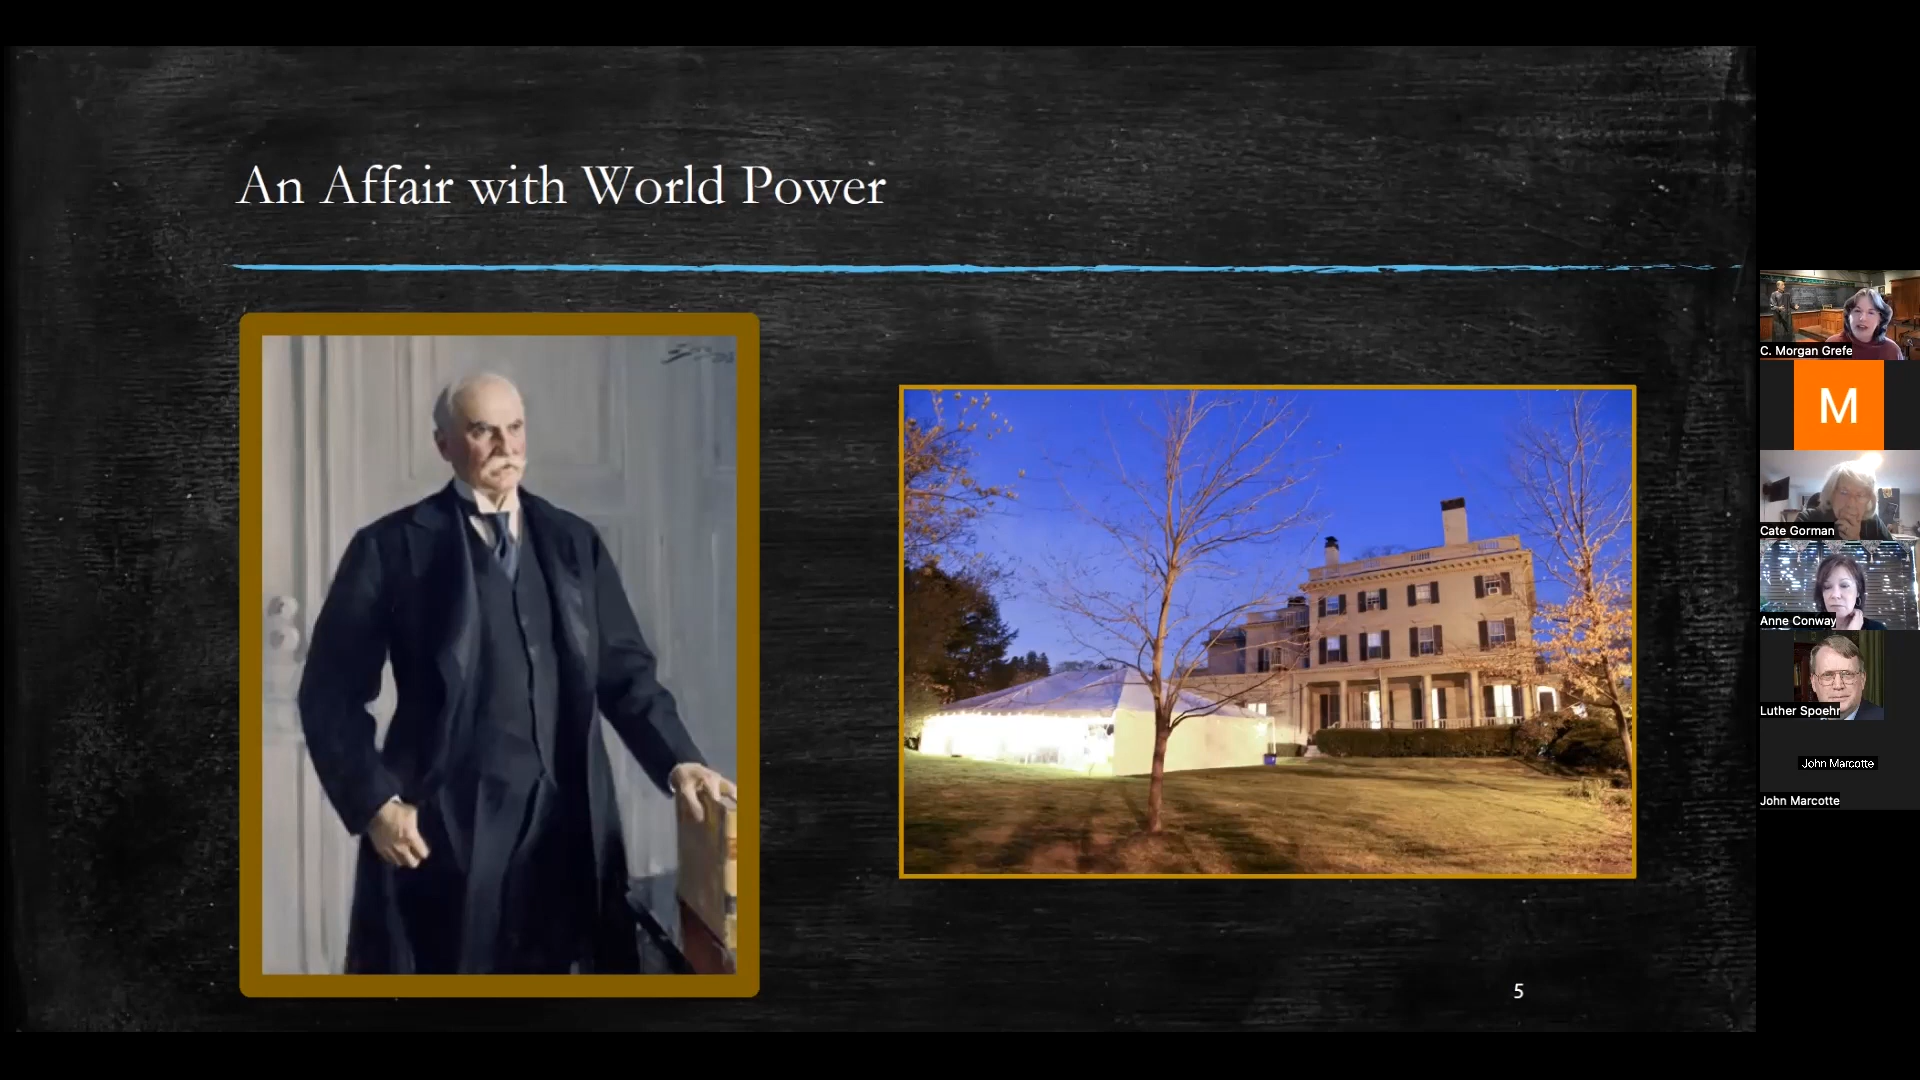 An Affair with World Power
5
C. Morgan Grefe
M
Cate Gorman
Anne Conway
Luther Spoehr
John Marcotte
John Marcotte